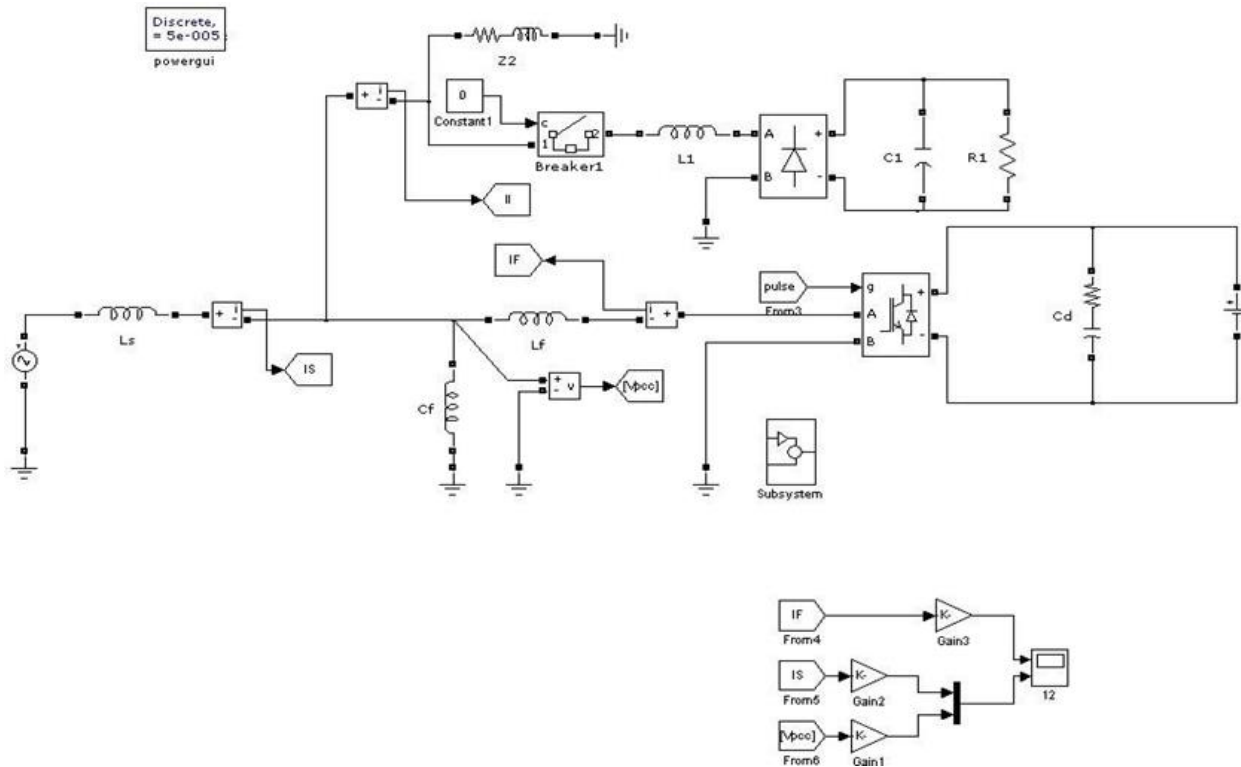 Discrete,
= 5e-005
powergui
Z2
0
Constant1
+ i -
c
1
2
Breaker1
L1
A
B
+
-
C1
R1
II
IF
pulse
From3
g
A
B
+
-
Cd
+
Ls
+ i -
IS
Lf
i - +
Cf
+ - v
[Vpcc]
Subsystem
IF
From4
K-
Gain3
IS
From5
K-
Gain2
12
[Vpcc]
From6
K-
Gain1